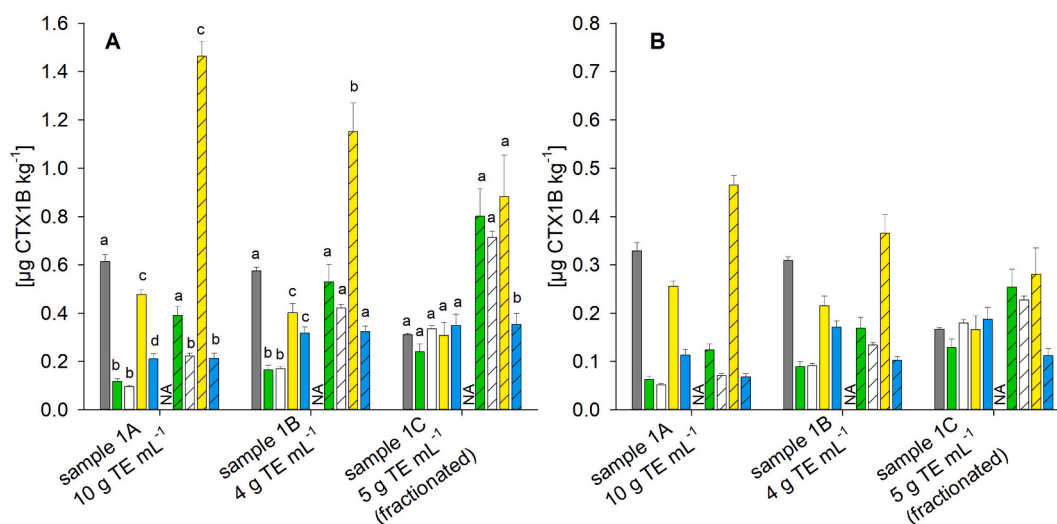 A
[µg CTX1B kg⁻¹]
1.6
1.4
1.2
1.0
0.8
0.6
0.4
0.2
0.0
a
b
b
c
d
NA
a
b
c
b
a
b
b
c
c
NA
a
a
b
b
a
a
a
a
a
NA
a
a
a
b
sample 1A
10 g TE mL⁻¹
sample 1B
4 g TE mL⁻¹
sample 1C
5 g TE mL⁻¹
(fractionated)
B
[µg CTX1B kg⁻¹]
0.8
0.7
0.6
0.5
0.4
0.3
0.2
0.1
0.0
NA
NA
NA
sample 1A
10 g TE mL⁻¹
sample 1B
4 g TE mL⁻¹
sample 1C
5 g TE mL⁻¹
(fractionated)